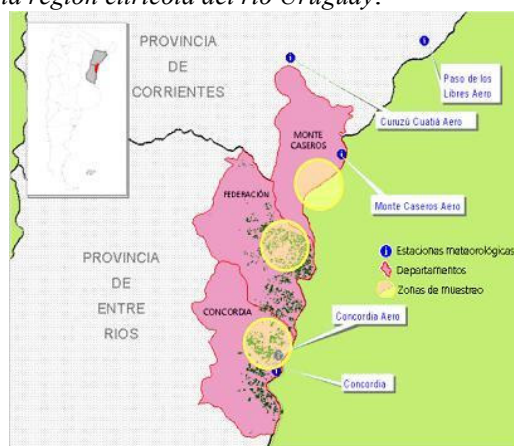 la región citrícola del río Uruguay.
PROVINCIA
DE
CORRIENTES
Paso de los
Libres Aero
Curuzú Cuatiá Aero
MONTE
CASEROS
FEDERACIÓN
Monte Caseros Aero
Estaciones meteorológicas
Departamentos
Zonas de muestreo
PROVINCIA
DE
ENTRE
RIOS
CONCORDIA
Concordia Aero
Concordia